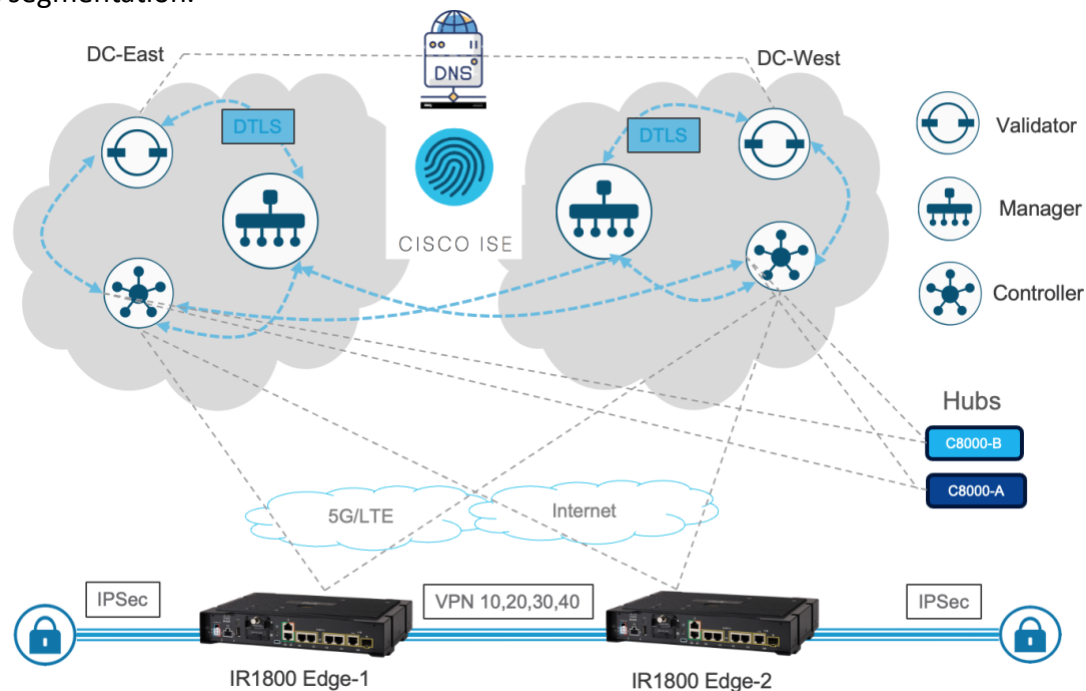 segmentation.
DC-East
DNS
DC-West
DTLS
DTLS
Validator
CISCO ISE
Manager
Controller
Hubs
C8000-B
C8000-A
5G/LTE
Internet
IPSec
VPN 10,20,30,40
IPSec
IR1800 Edge-1
IR1800 Edge-2